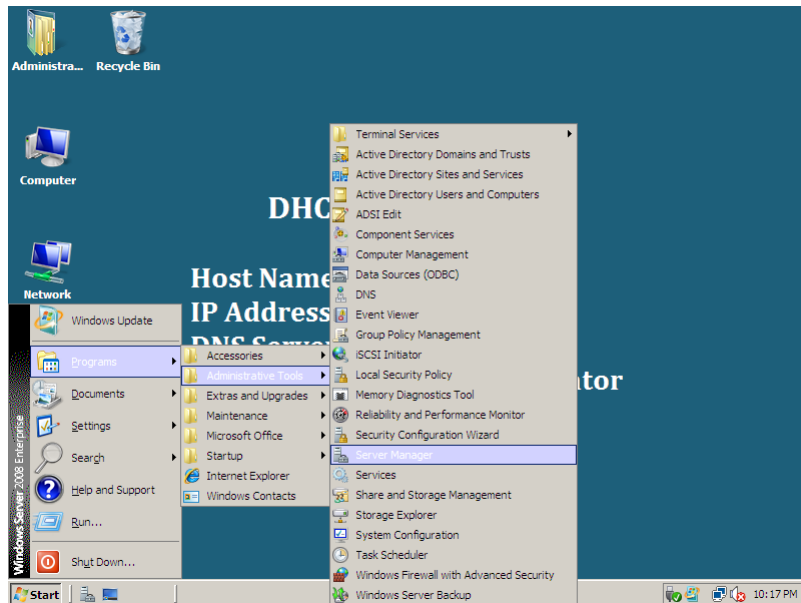 Administra...
Recycle Bin
Computer
Network
DHC
Host Name
IP Address
DNS Server
tor
Windows Server 2008 Enterprise
Windows Update
Programs
Documents
Settings
Search
Help and Support
Run...
Shut Down...
Accessories
Administrative Tools
Extras and Upgrades
Maintenance
Microsoft Office
Startup
Internet Explorer
Windows Contacts
Terminal Services
Active Directory Domains and Trusts
Active Directory Sites and Services
Active Directory Users and Computers
ADSI Edit
Component Services
Computer Management
Data Sources (ODBC)
DNS
Event Viewer
Group Policy Management
iSCSI Initiator
Local Security Policy
Memory Diagnostics Tool
Reliability and Performance Monitor
Security Configuration Wizard
Server Manager
Services
Share and Storage Management
Storage Explorer
System Configuration
Task Scheduler
Windows Firewall with Advanced Security
Windows Server Backup
Start
10:17 PM